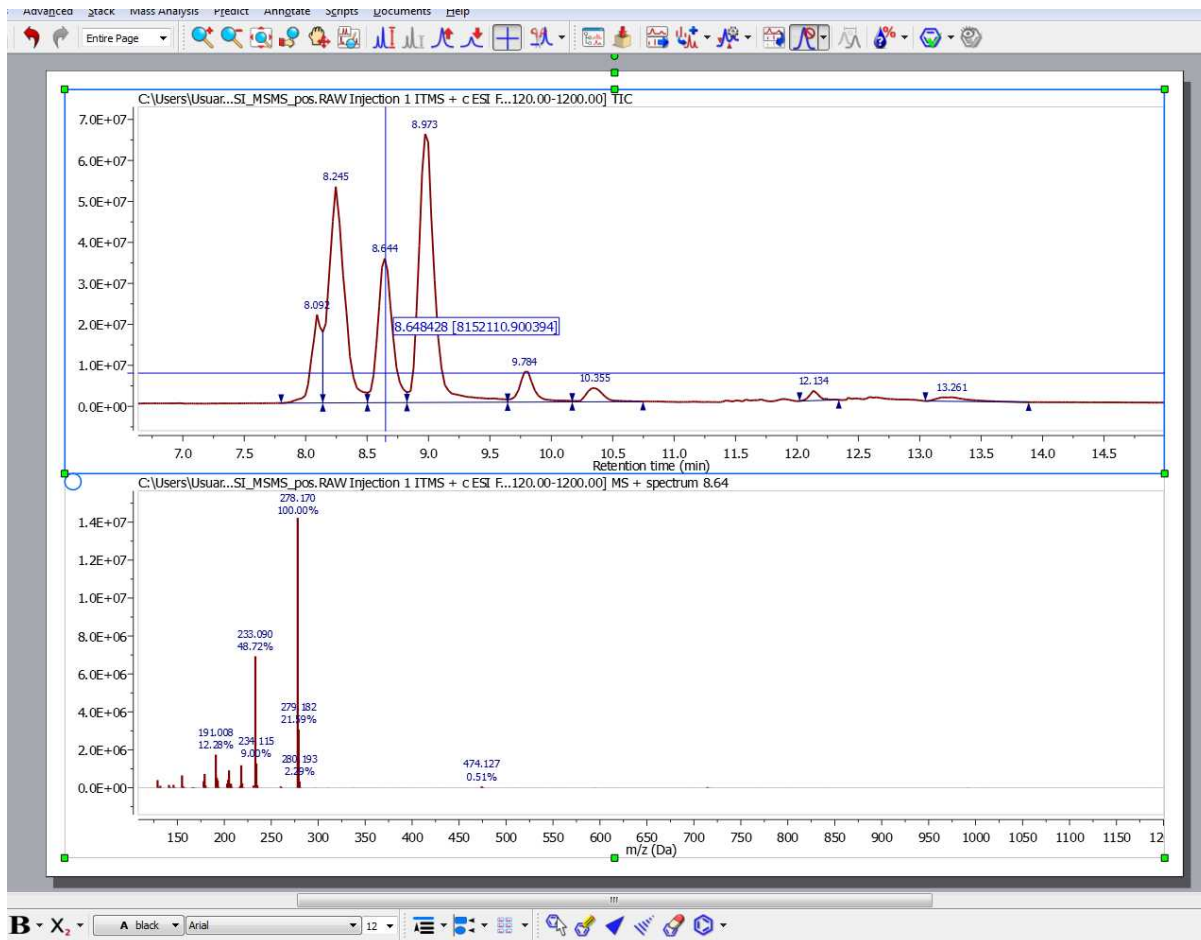 Advanced Stack Mass Analysis Predict Annotate Scripts Documents Help
Entire Page
C:\Users\Usuar...SI_MSMS_pos.RAW Injection 1 ITMS + c ESI F...120.00-1200.00] TIC
7.0E+07
6.0E+07
5.0E+07
4.0E+07
3.0E+07
2.0E+07
1.0E+07
0.0E+00
8.973
8.245
8.644
8.092
8.648428 [8152110.900394]
9.784
10.355
12.134
13.261
7.0 7.5 8.0 8.5 9.0 9.5 10.0 10.5 11.0 11.5 12.0 12.5 13.0 13.5 14.0 14.5
Retention time (min)
C:\Users\Usuar...SI_MSMS_pos.RAW Injection 1 ITMS + c ESI F...120.00-1200.00] MS + spectrum 8.64
1.4E+07
1.2E+07
1.0E+07
8.0E+06
6.0E+06
4.0E+06
2.0E+06
0.0E+00
278.170
100.00%
233.090
48.72%
279.182
21.59%
191.008
12.28%
234.115
9.00%
280.193
2.29%
474.127
0.51%
150 200 250 300 350 400 450 500 550 600 650 700 750 800 850 900 950 1000 1050 1100 1150 120
m/z (Da)
B X₂ A black Arial 12